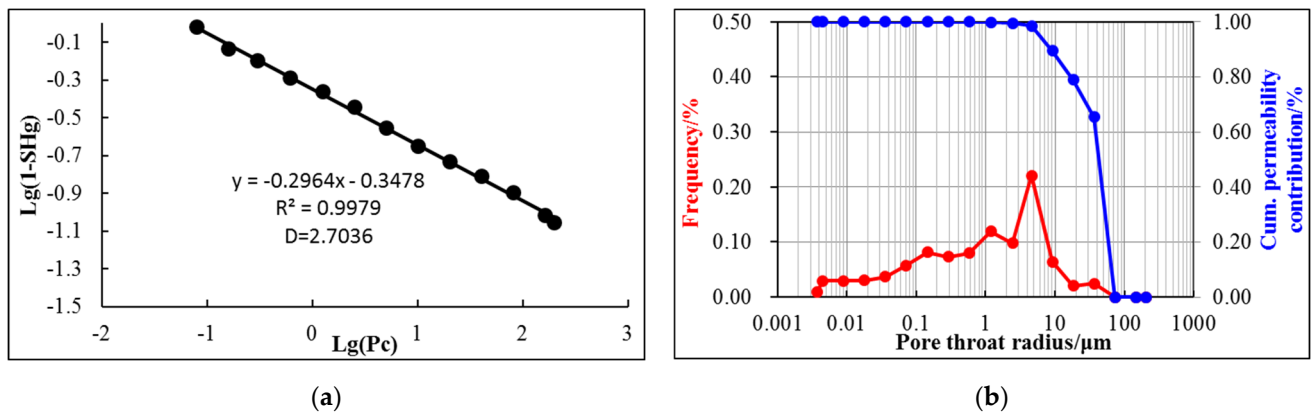 -0.1
-0.3
-0.5
-0.7
-0.9
-1.1
-1.3
-1.5
Lg(1-SHg)
y = -0.2964x - 0.3478
R² = 0.9979
D=2.7036
-2 -1 0 1 2 3
Lg(Pc)
(a)
0.50
0.40
0.30
0.20
0.10
0.00
Frequency/%
1.00
0.80
0.60
0.40
0.20
0.00
Cum. permeability
contribution/%
0.001 0.01 0.1 1 10 100 1000
Pore throat radius/μm
(b)